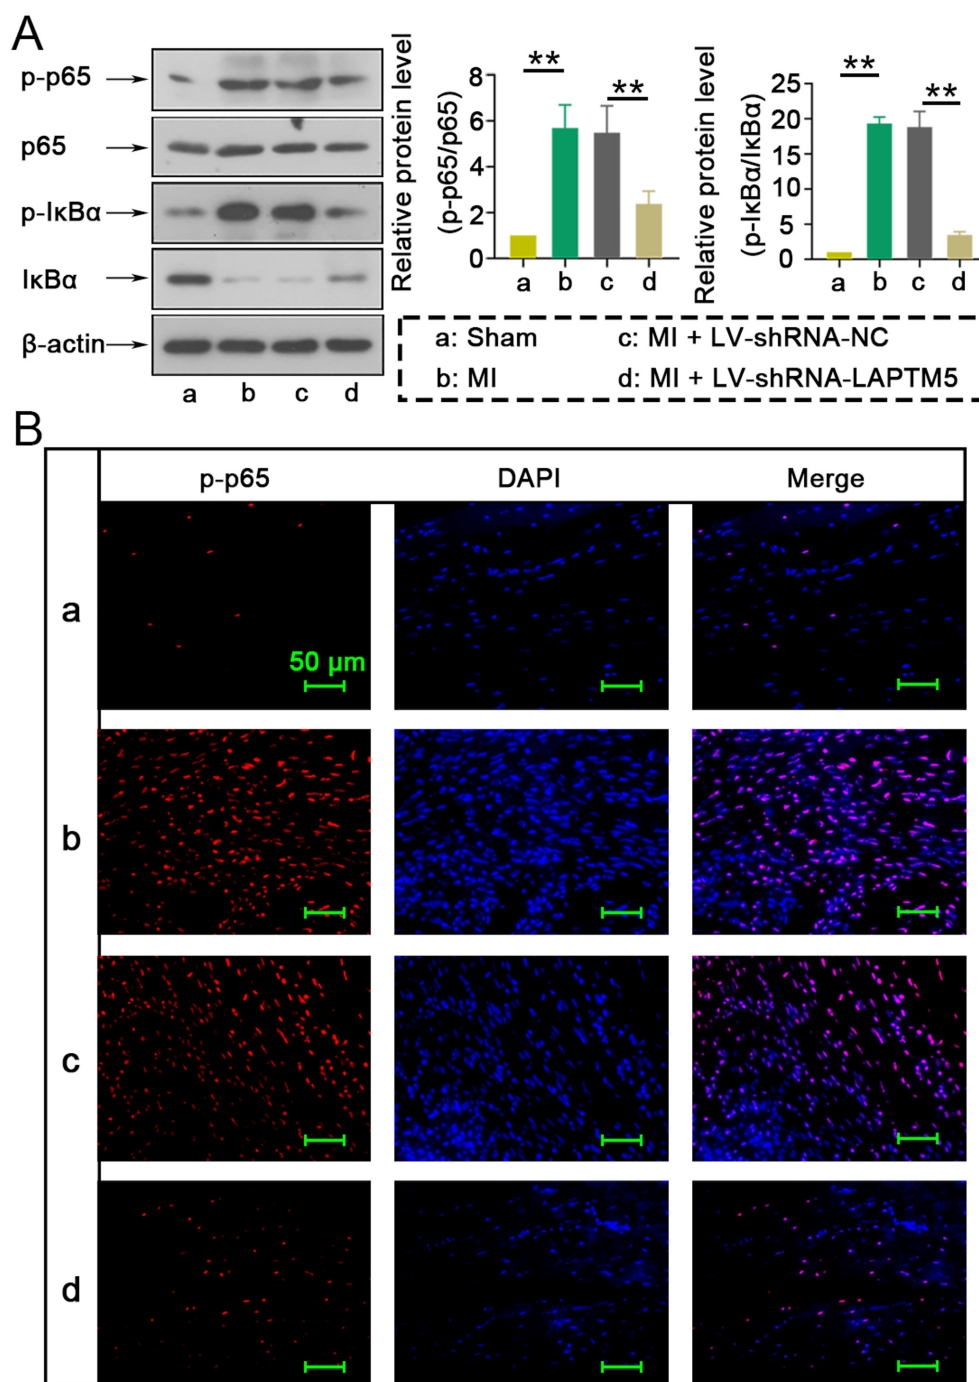 A
p-p65
p65
p-IκBα
IκBα
β-actin
a b c d
Relative protein level
(p-p65/p65)
8
6
4
2
0
** **
a b c d
Relative protein level
(p-IκBα/IκBα)
25
20
15
10
5
0
** **
a b c d
a: Sham c: MI + LV-shRNA-NC
b: MI d: MI + LV-shRNA-LAPTM5
B
p-p65 DAPI Merge
a
50 μm
b
c
d